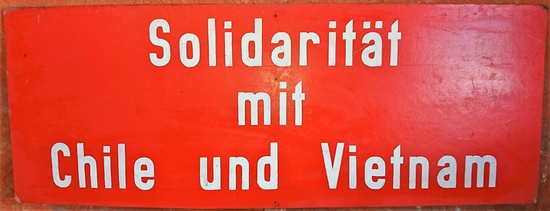 Solidarität
mit
Chile und Vietnam